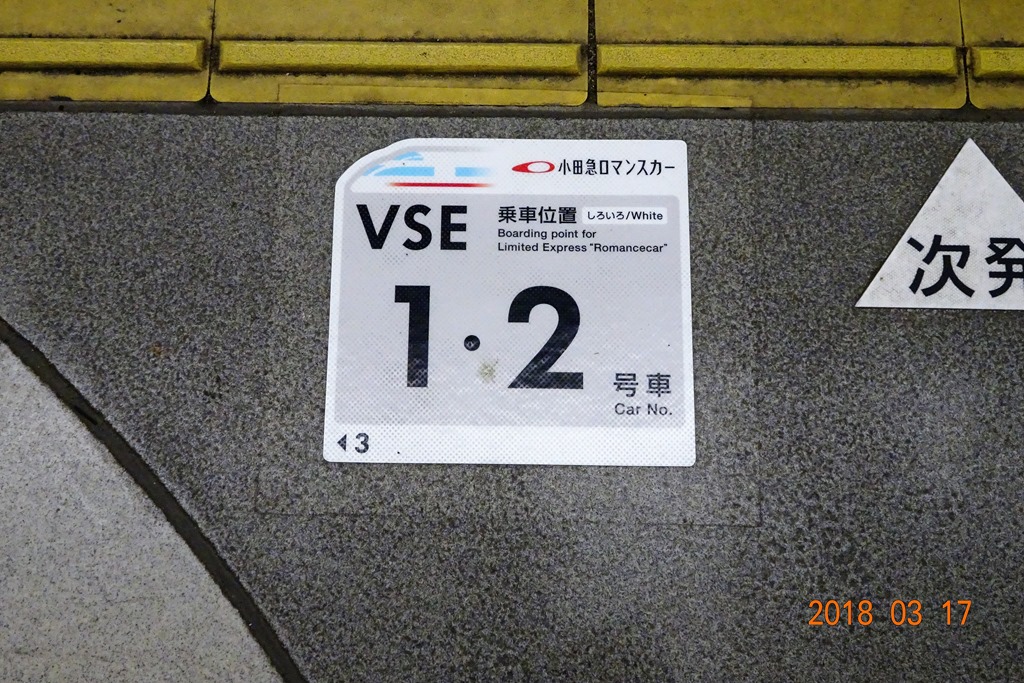 小田急ロマンスカー
VSE
乗車位置 しろいろ/White
Boarding point for
Limited Express "Romancecar"
1・2
号車
Car No.
◀3
次発
2018 03 17